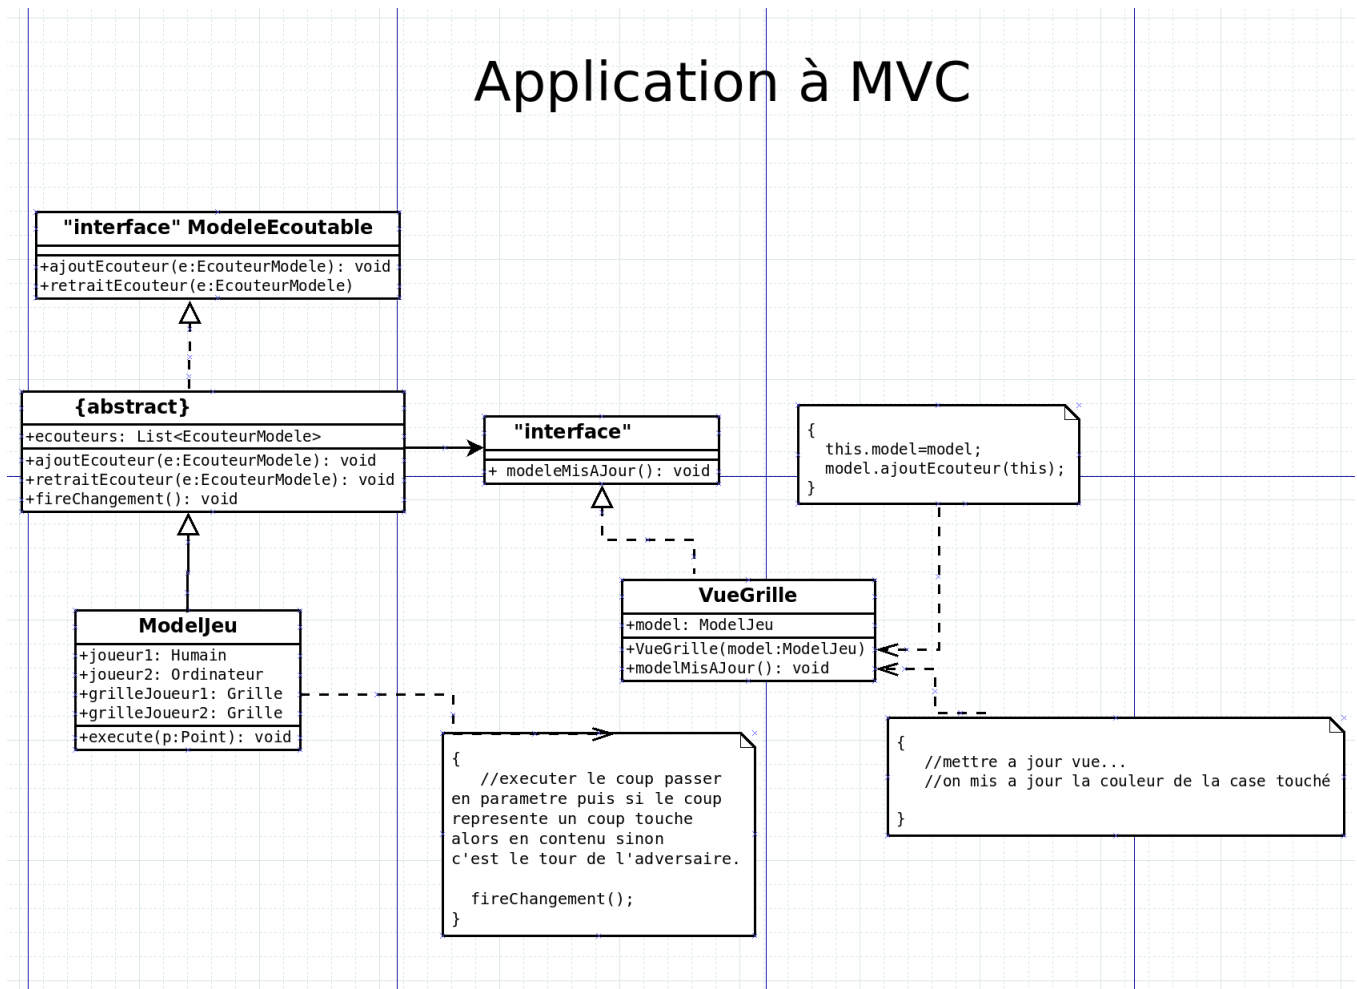 Application à MVC
"interface" ModeleEcoutable
+ajoutEcouteur(e:EcouteurModele): void
+retraitEcouteur(e:EcouteurModele)
{abstract}
+ecouteurs: List<EcouteurModele>
+ajoutEcouteur(e:EcouteurModele): void
+retraitEcouteur(e:EcouteurModele): void
+fireChangement(): void
"interface"
+ modeleMisAJour(): void
{
this.model=model;
model.ajoutEcouteur(this);
}
VueGrille
+model: ModelJeu
+VueGrille(model:ModelJeu)
+modelMisAJour(): void
ModelJeu
+joueur1: Humain
+joueur2: Ordinateur
+grilleJoueur1: Grille
+grilleJoueur2: Grille
+execute(p:Point): void
{
//executer le coup passer
en parametre puis si le coup
represente un coup touche
alors en contenu sinon
c'est le tour de l'adversaire.
fireChangement();
}
{
//mettre a jour vue...
//on mis a jour la couleur de la case touché
}